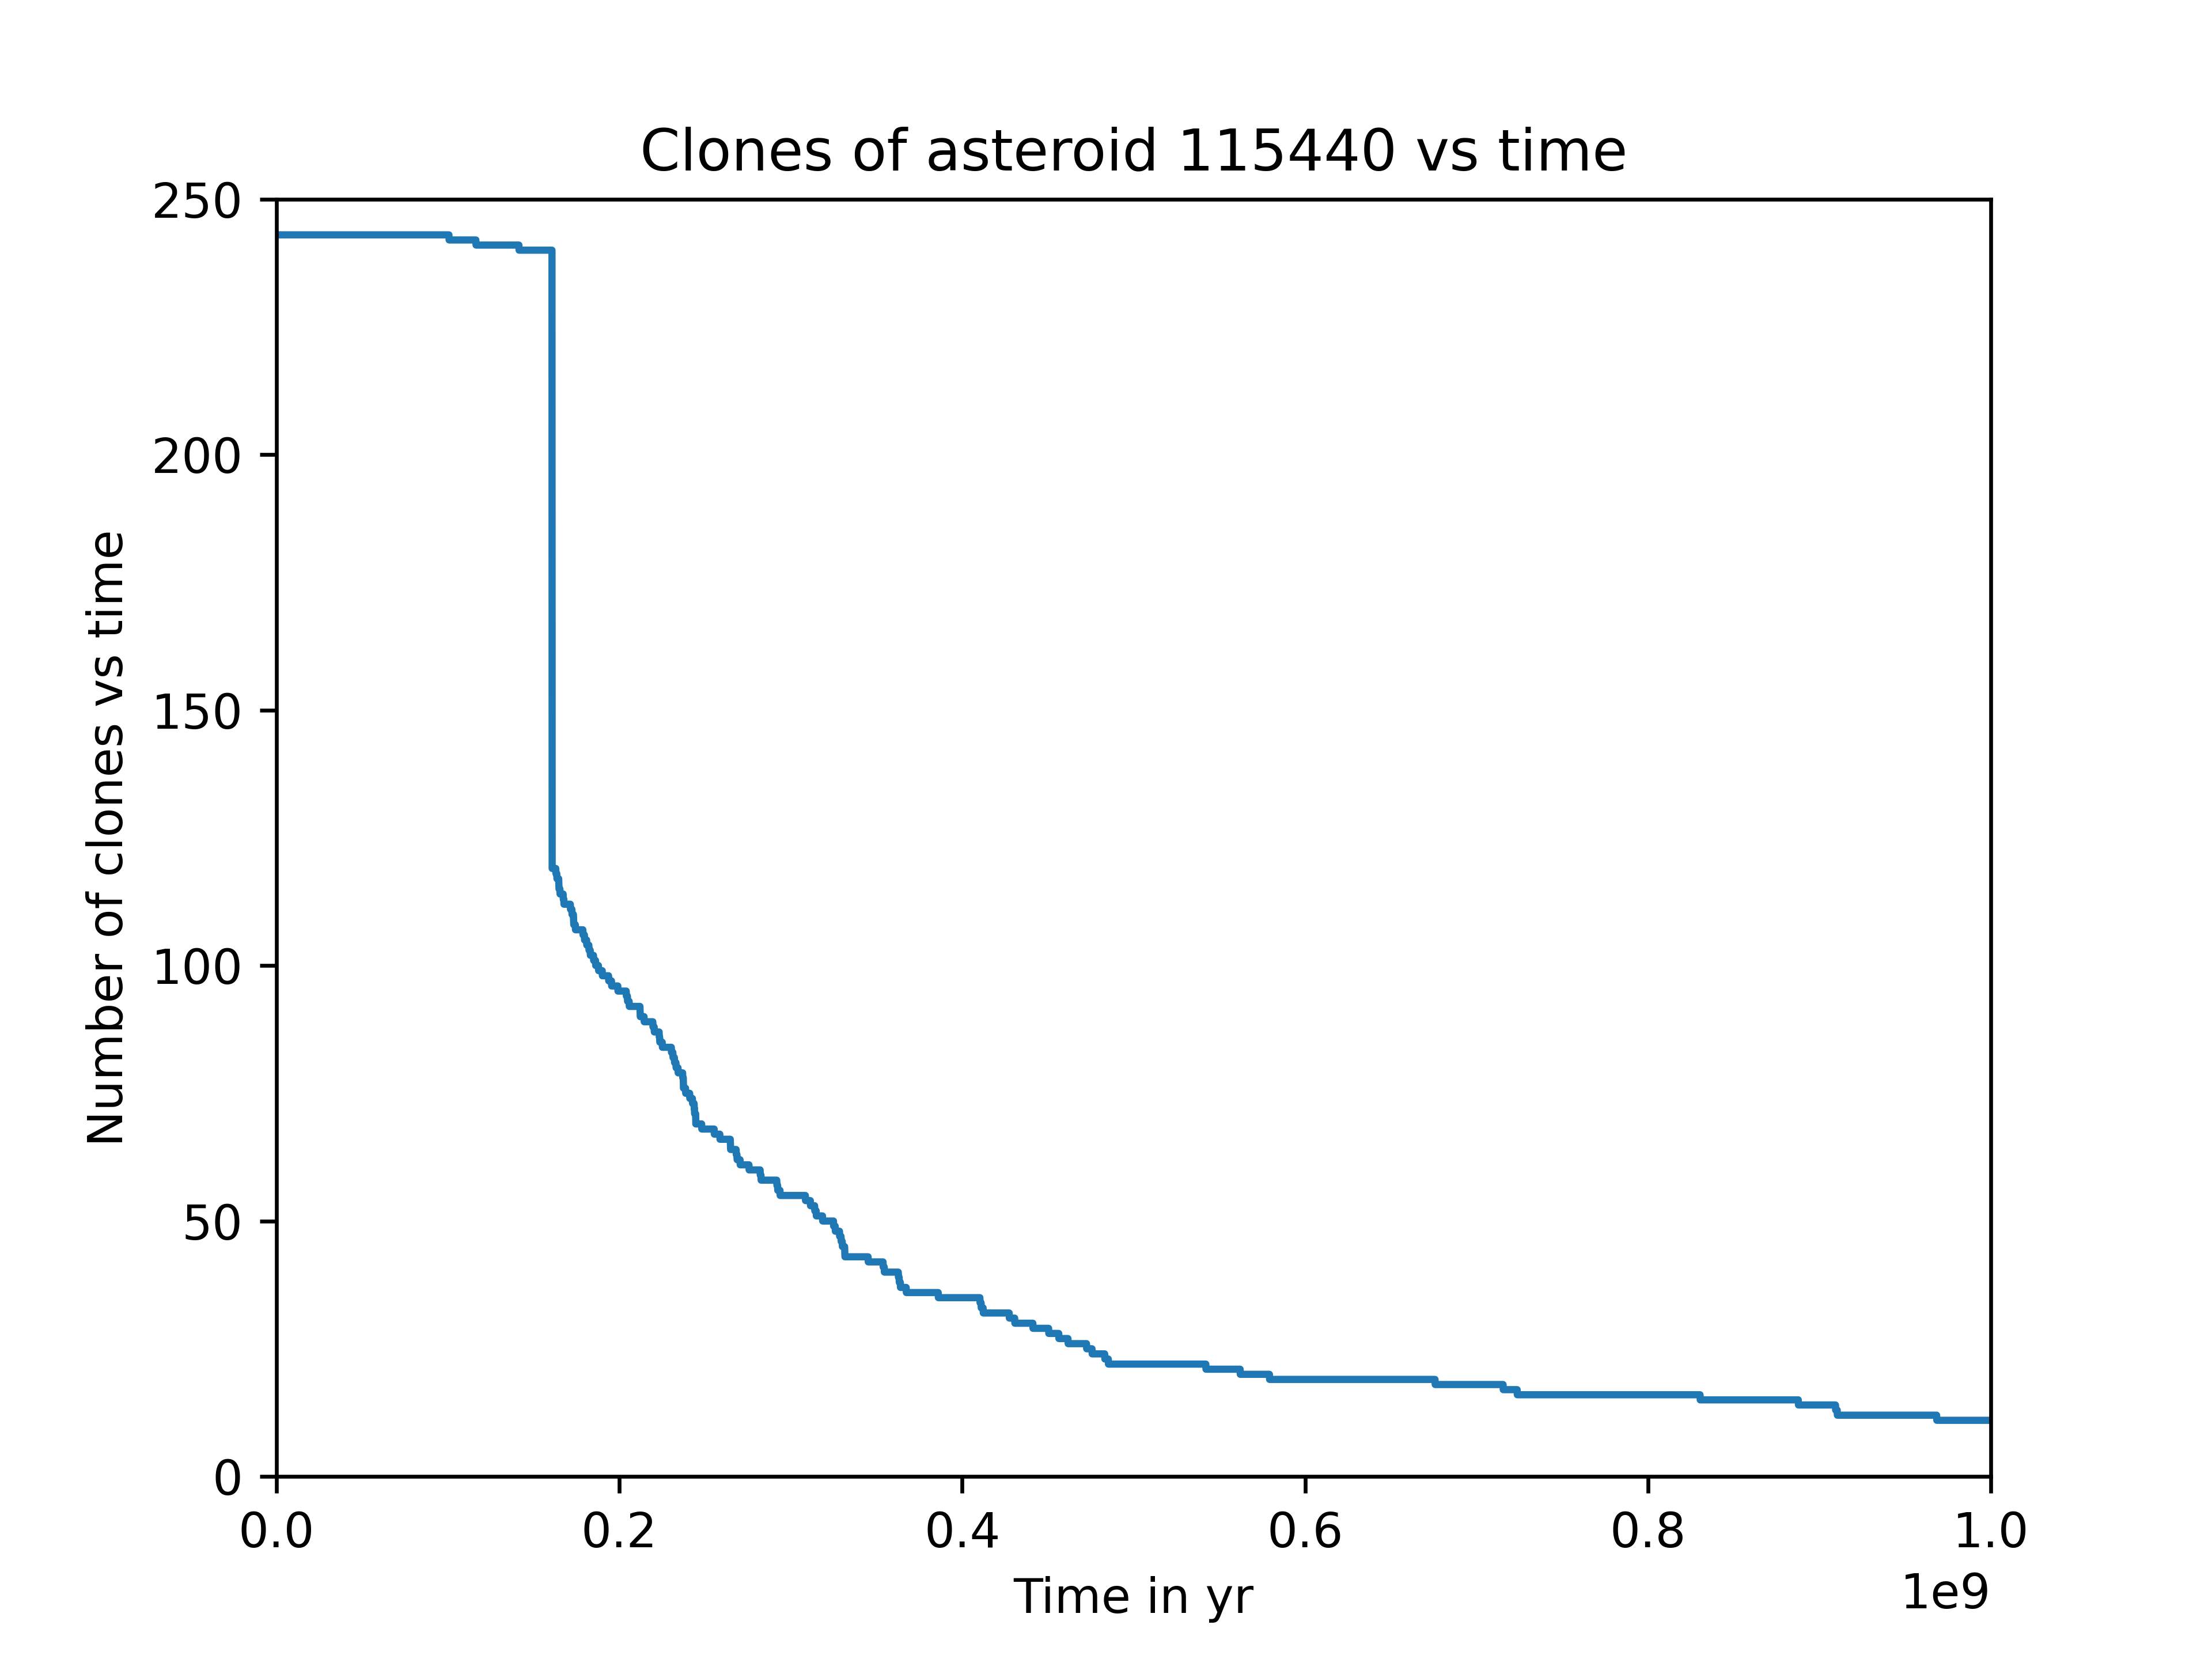 Clones of asteroid 115440 vs time
250
200
150
100
50
0
Number of clones vs time
0.0 0.2 0.4 0.6 0.8 1.0
1e9
Time in yr